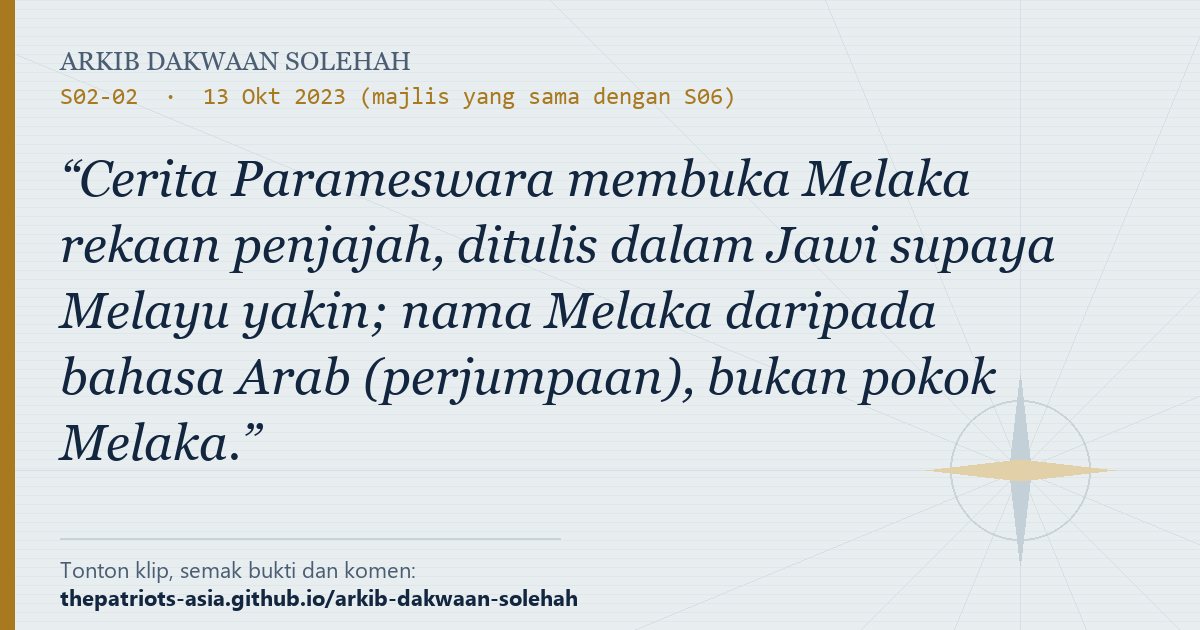 ARKIB DAKWAAN SOLEHAH
S02-02 · 13 Okt 2023 (majlis yang sama dengan S06)
“Cerita Parameswara membuka Melaka
rekaan penjajah, ditulis dalam Jawi supaya
Melayu yakin; nama Melaka daripada
bahasa Arab (perjumpaan), bukan pokok
Melaka.”
Tonton klip, semak bukti dan komen:
thepatriots-asia.github.io/arkib-dakwaan-solehah